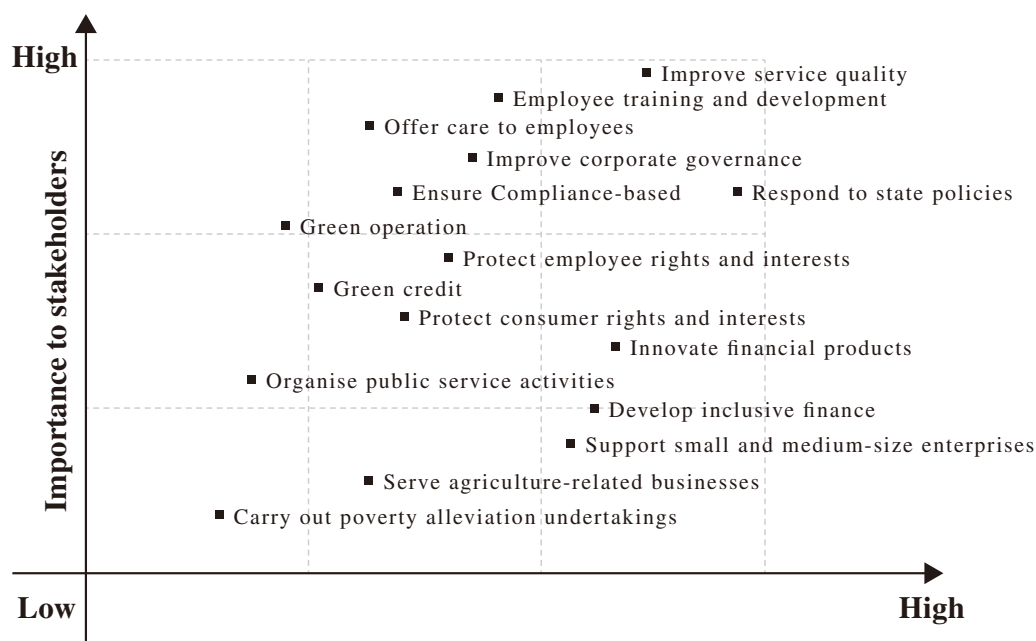 High
Improve service quality
Employee training and development
Offer care to employees
Improve corporate governance
Ensure Compliance-based
Respond to state policies
Green operation
Protect employee rights and interests
Green credit
Protect consumer rights and interests
Innovate financial products
Organise public service activities
Develop inclusive finance
Support small and medium-size enterprises
Serve agriculture-related businesses
Carry out poverty alleviation undertakings
Importance to stakeholders
Low
High